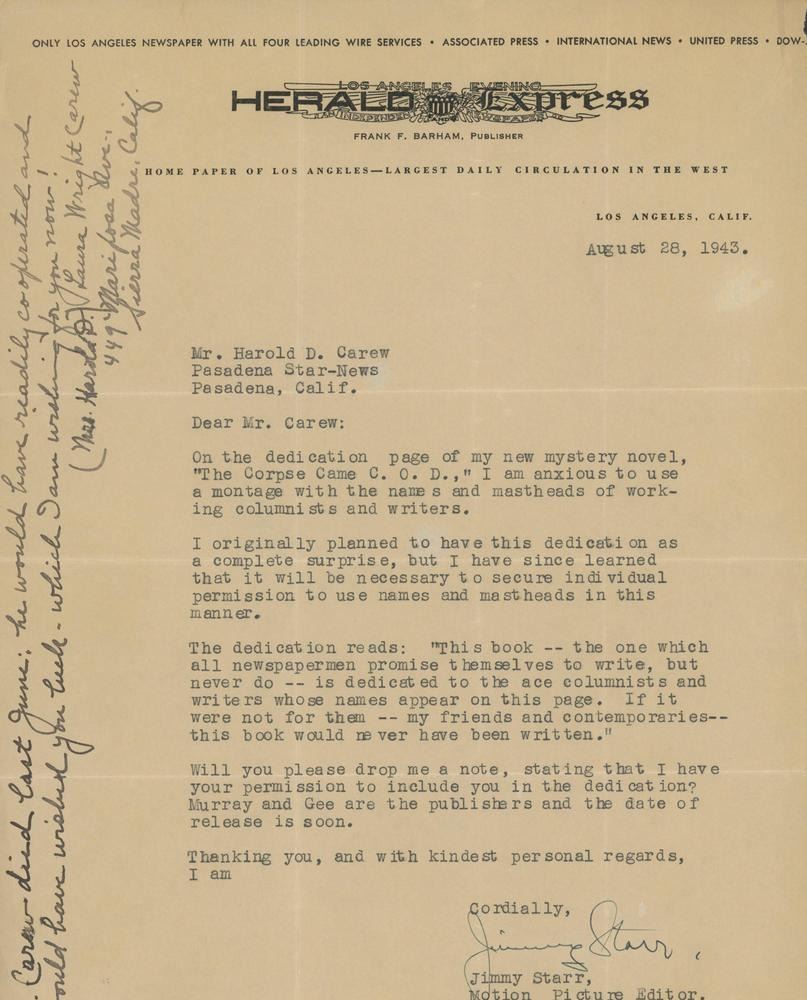 ONLY LOS ANGELES NEWSPAPER WITH ALL FOUR LEADING WIRE SERVICES • ASSOCIATED PRESS • INTERNATIONAL NEWS • UNITED PRESS • DOW-
LOS ANGELES EVENING
HERALD Express
AN INDEPENDENT NEWSPAPER
FRANK F. BARHAM, PUBLISHER
HOME PAPER OF LOS ANGELES—LARGEST DAILY CIRCULATION IN THE WEST
LOS ANGELES, CALIF.
August 28, 1943.
Mr. Harold D. Carew
Pasadena Star-News
Pasadena, Calif.
Dear Mr. Carew:
On the dedication page of my new mystery novel,
"The Corpse Came C. O. D.," I am anxious to use
a montage with the names and mastheads of work-
ing columnists and writers.
I originally planned to have this dedication as
a complete surprise, but I have since learned
that it will be necessary to secure individual
permission to use names and mastheads in this
manner.
The dedication reads: "This book -- the one which
all newspapermen promise themselves to write, but
never do -- is dedicated to the ace columnists and
writers whose names appear on this page. If it
were not for them -- my friends and contemporaries--
this book would never have been written."
Will you please drop me a note, stating that I have
your permission to include you in the dedication?
Murray and Gee are the publishers and the date of
release is soon.
Thanking you, and with kindest personal regards,
I am
Cordially,
Jimmy Starr
Jimmy Starr,
Motion Picture Editor.
Carew died last June; he would have readily cooperated and
ould have wished you luck - which I am wishing for you now!
(Mrs. Harold D.) Laura Wright Carew
449 Mariposa Ave.,
Sierra Madre, Calif.